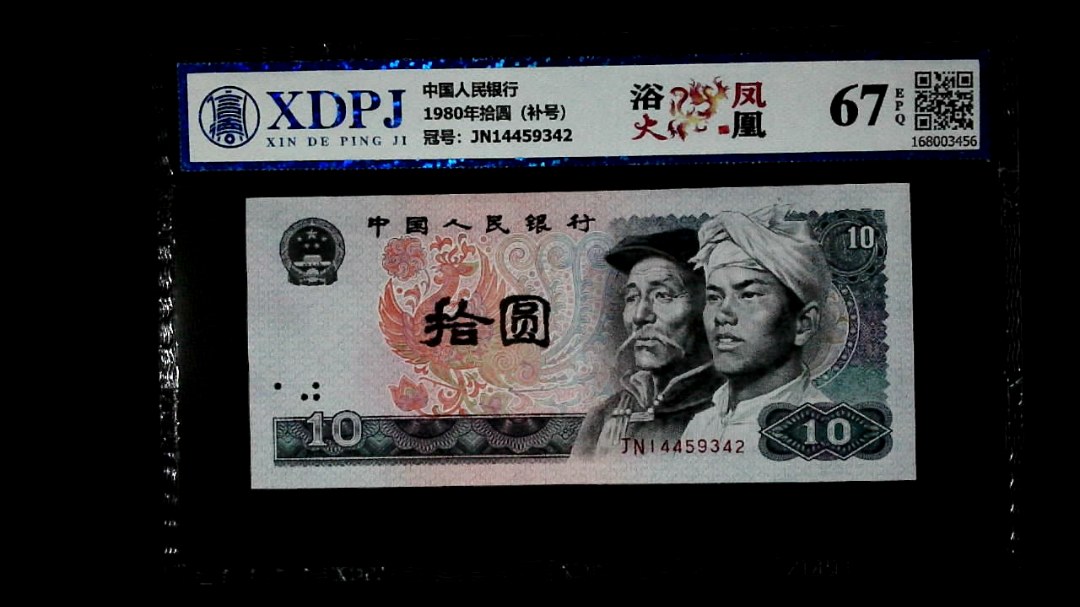 XDPJ
XIN DE PING JI
中国人民银行
1980年拾圆（补号）
冠号：JN14459342
浴火 凤凰
67 EPQ
168003456
中国人民银行
10
拾圆
10
JN14459342
10